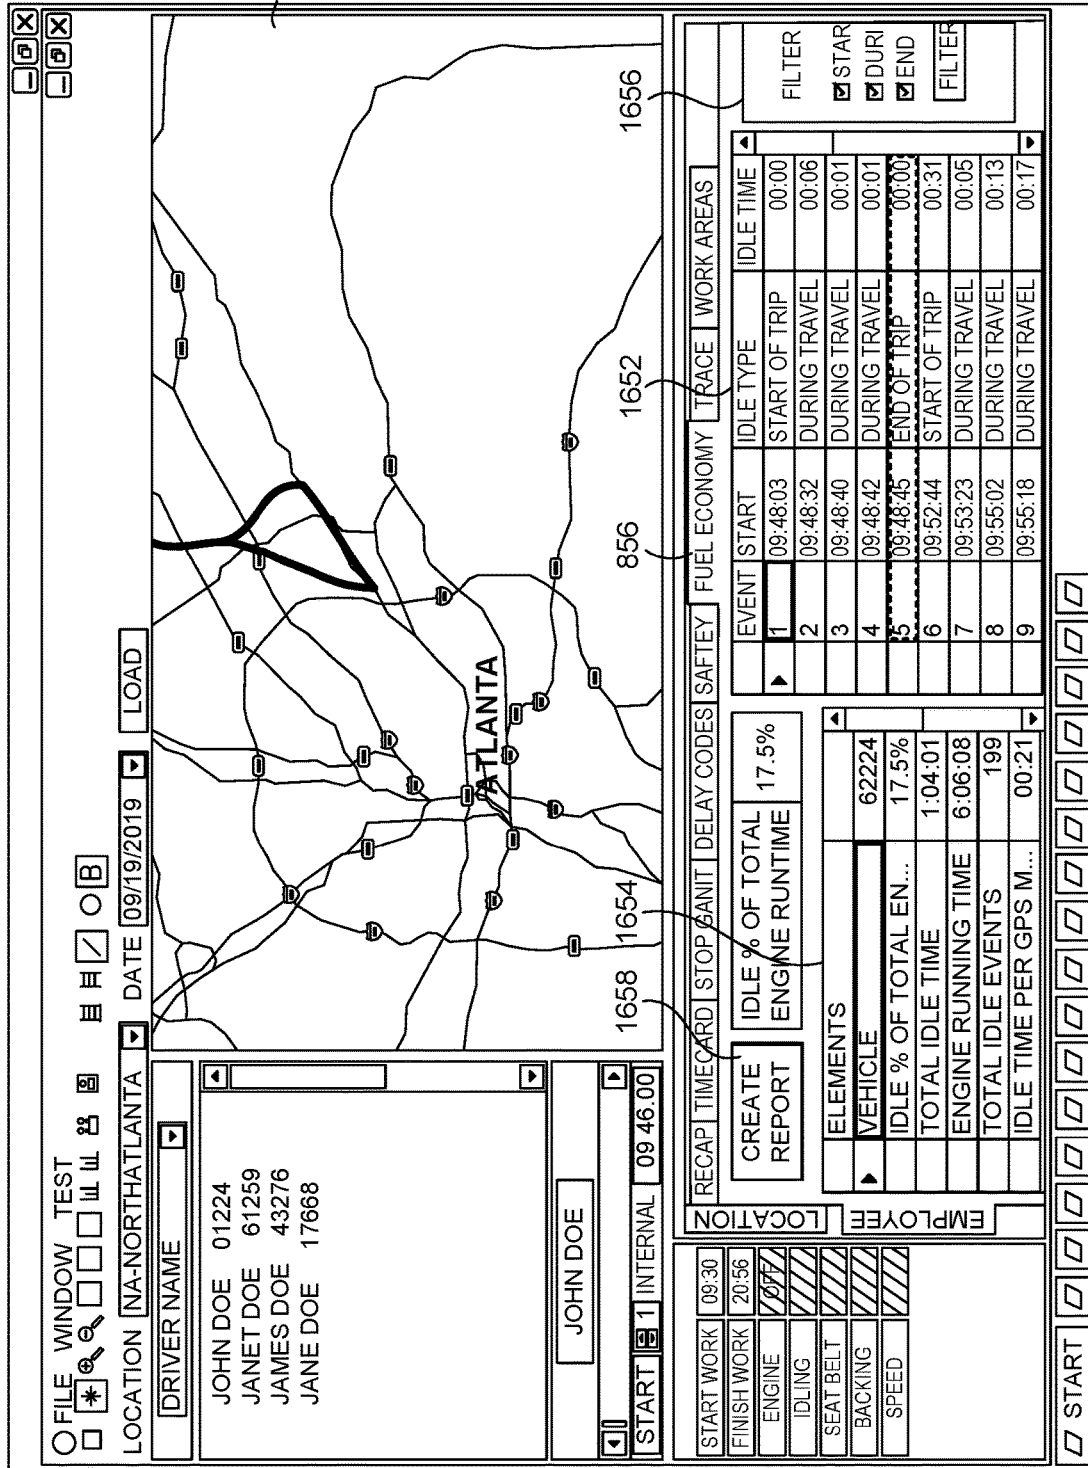 FILE WINDOW TEST
B
LOCATION NA-NORTHATLANTA DATE 09/19/2019 LOAD
DRIVER NAME
JOHN DOE 01224
JANET DOE 61259
JAMES DOE 43276
JANE DOE 17668
JOHN DOE
START 1 INTERNAL 09 46.00
ATLANTA
START WORK 09:30
FINISH WORK 20:56
ENGINE OFF
IDLING
SEAT BELT
BACKING
SPEED
LOCATION
EMPLOYEE
1658
1654
856
1652
1656
RECAP TIMECARD STOP GANIT DELAY CODES SAFTEY FUEL ECONOMY TRACE WORK AREAS
CREATE
REPORT
IDLE % OF TOTAL
ENGINE RUNTIME
17.5%
ELEMENTS
VEHICLE 62224
IDLE % OF TOTAL EN... 17.5%
TOTAL IDLE TIME 1:04:01
ENGINE RUNNING TIME 6:06:08
TOTAL IDLE EVENTS 199
IDLE TIME PER GPS M... 00:21
EVENT START IDLE TYPE IDLE TIME
1 09:48:03 START OF TRIP 00:00
2 09:48:32 DURING TRAVEL 00:06
3 09:48:40 DURING TRAVEL 00:01
4 09:48:42 DURING TRAVEL 00:01
5 09:48:45 END OF TRIP 00:00
6 09:52:44 START OF TRIP 00:31
7 09:53:23 DURING TRAVEL 00:05
8 09:55:02 DURING TRAVEL 00:13
9 09:55:18 DURING TRAVEL 00:17
FILTER
STAR
DURI
END
FILTER
START